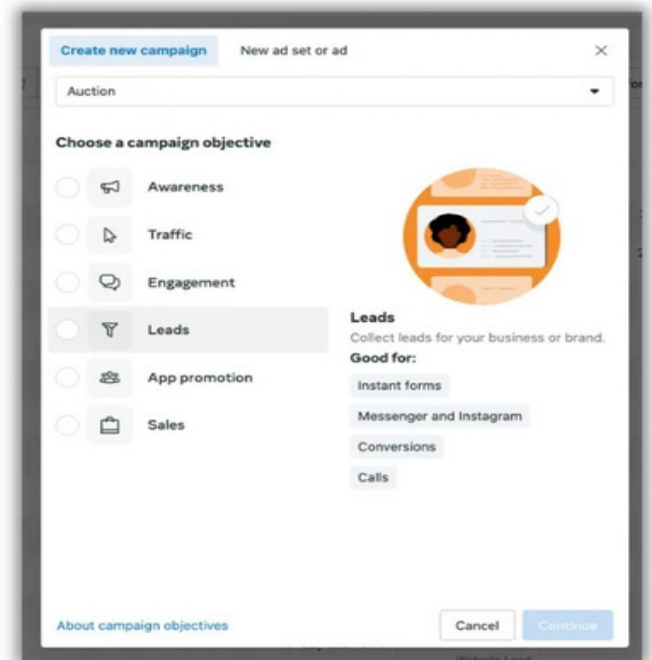 Create new campaign New ad set or ad
Auction
Choose a campaign objective
Awareness
Traffic
Engagement
Leads
App promotion
Sales
Leads
Collect leads for your business or brand.
Good for:
Instant forms
Messenger and Instagram
Conversions
Calls
About campaign objectives Cancel Continue